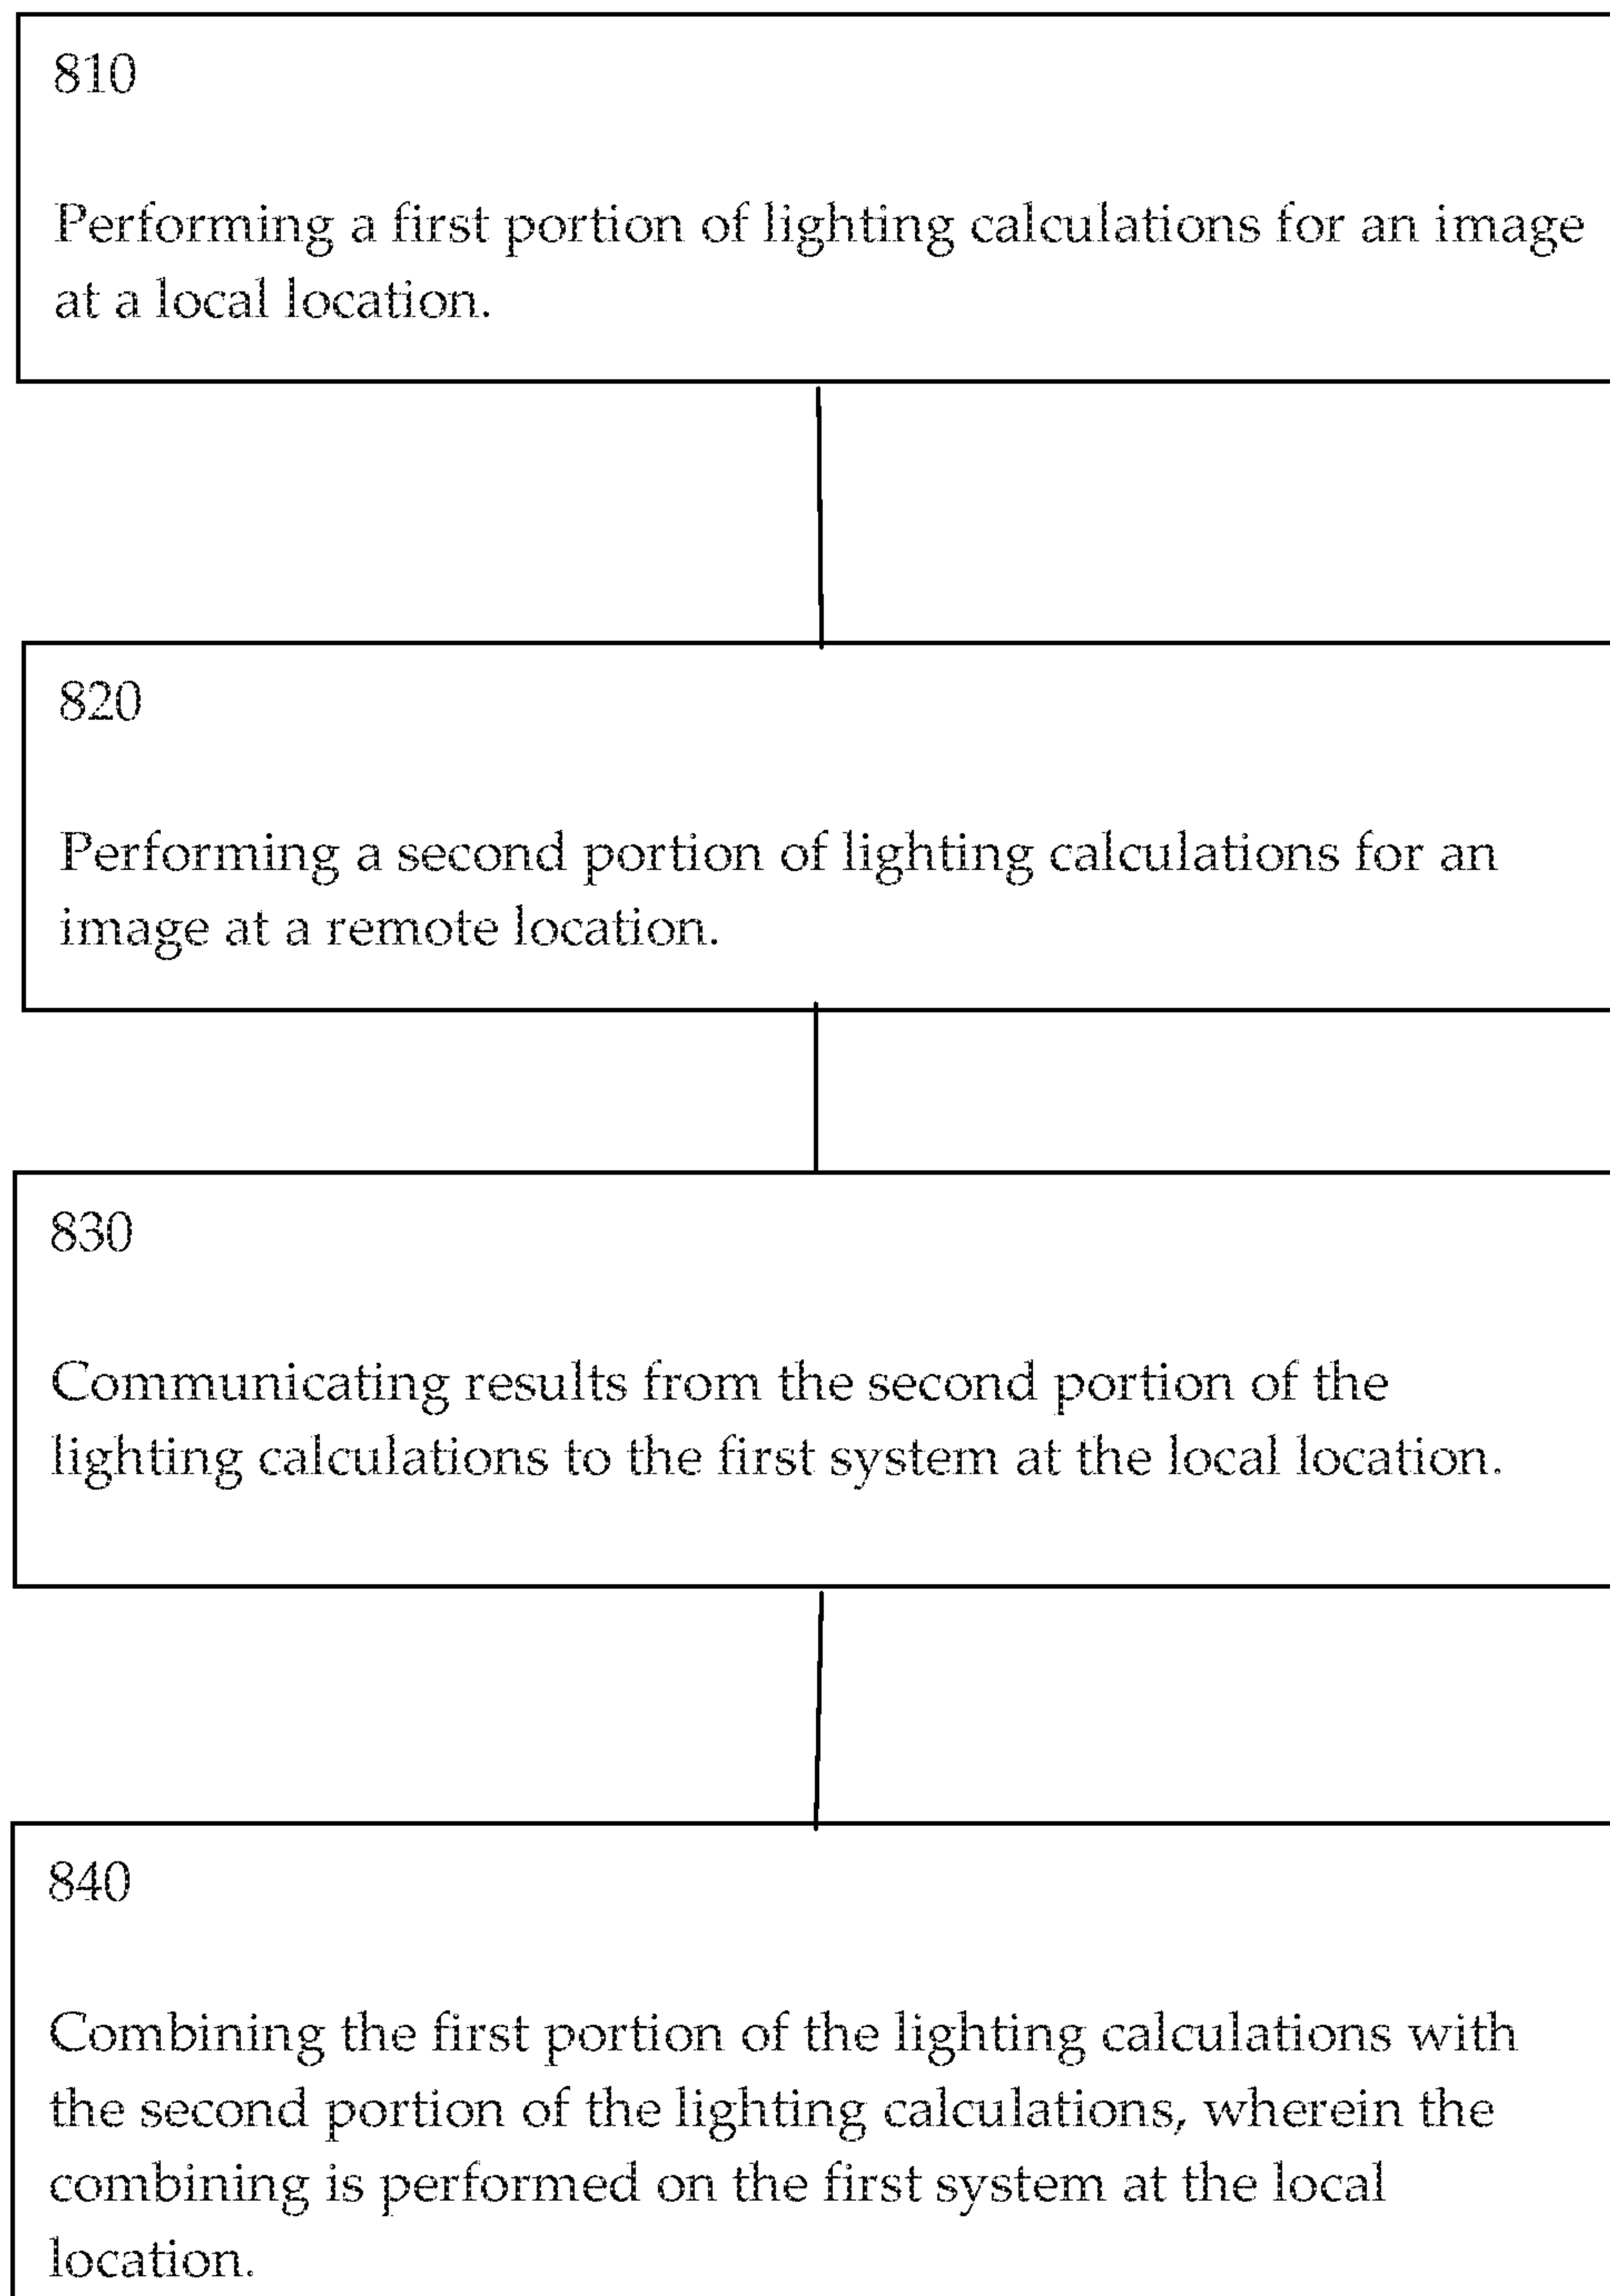 810
Performing a first portion of lighting calculations for an image
at a local location.
820
Performing a second portion of lighting calculations for an
image at a remote location.
830
Communicating results from the second portion of the
lighting calculations to the first system at the local location.
840
Combining the first portion of the lighting calculations with
the second portion of the lighting calculations, wherein the
combining is performed on the first system at the local
location.